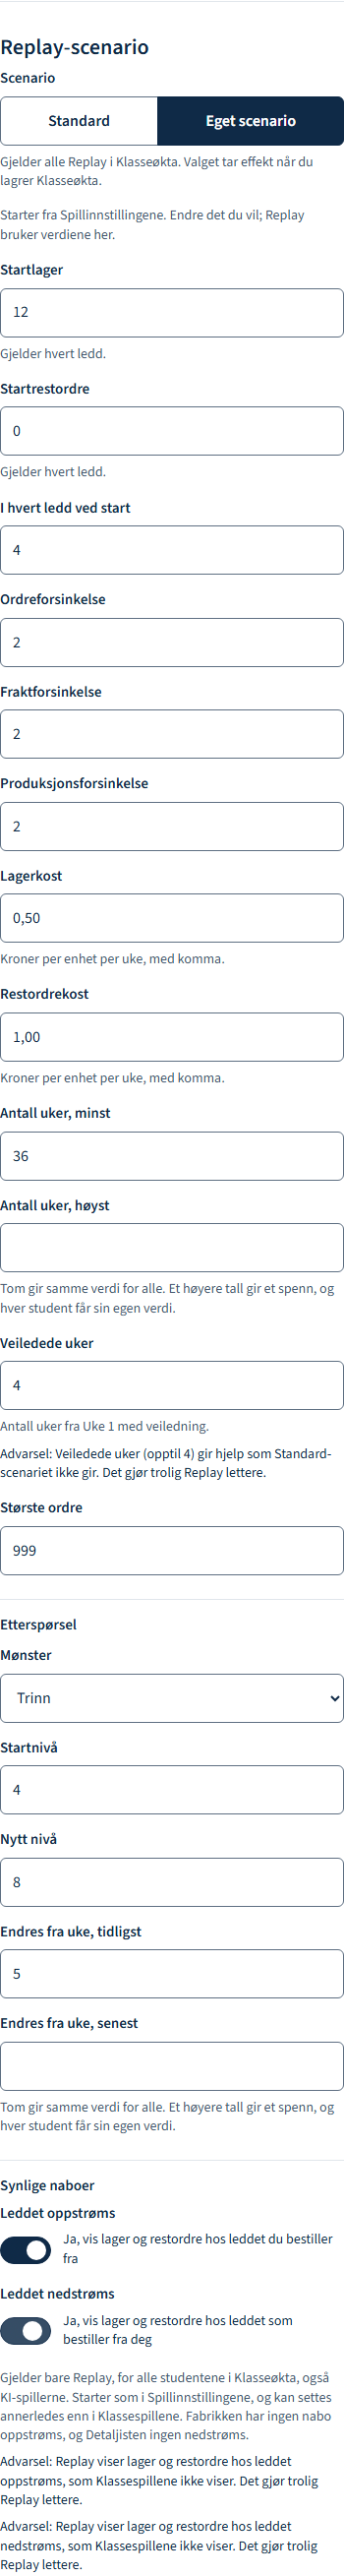 Replay-scenario
Scenario
Standard
Eget scenario
Gjelder alle Replay i Klasseøkta. Valget tar effekt når du
lagrer Klasseøkta.
Starter fra Spillinnstillingene. Endre det du vil; Replay
bruker verdiene her.
Startlager
12
Gjelder hvert ledd.
Startrestordre
0
Gjelder hvert ledd.
I hvert ledd ved start
4
Ordreforsinkelse
2
Fraktforsinkelse
2
Produksjonsforsinkelse
2
Lagerkost
0,50
Kroner per enhet per uke, med komma.
Restordrekost
1,00
Kroner per enhet per uke, med komma.
Antall uker, minst
36
Antall uker, høyst
Tom gir samme verdi for alle. Et høyere tall gir et spenn, og
hver student får sin egen verdi.
Veiledede uker
4
Antall uker fra Uke 1 med veiledning.
Advarsel: Veiledede uker (opptil 4) gir hjelp som Standard-
scenariet ikke gir. Det gjør trolig Replay lettere.
Største ordre
999
Etterspørsel
Mønster
Trinn
Startnivå
4
Nytt nivå
8
Endres fra uke, tidligst
5
Endres fra uke, senest
Tom gir samme verdi for alle. Et høyere tall gir et spenn, og
hver student får sin egen verdi.
Synlige naboer
Leddet oppstrøms
Ja, vis lager og restordre hos leddet du bestiller
fra
Leddet nedstrøms
Ja, vis lager og restordre hos leddet som
bestiller fra deg
Gjelder bare Replay, for alle studentene i Klasseøkta, også
KI-spillerne. Starter som i Spillinnstillingene, og kan settes
annerledes enn i Klassespillene. Fabrikken har ingen nabo
oppstrøms, og Detaljisten ingen nedstrøms.
Advarsel: Replay viser lager og restordre hos leddet
oppstrøms, som Klassespillene ikke viser. Det gjør trolig
Replay lettere.
Advarsel: Replay viser lager og restordre hos leddet
nedstrøms, som Klassespillene ikke viser. Det gjør trolig
Replay lettere.